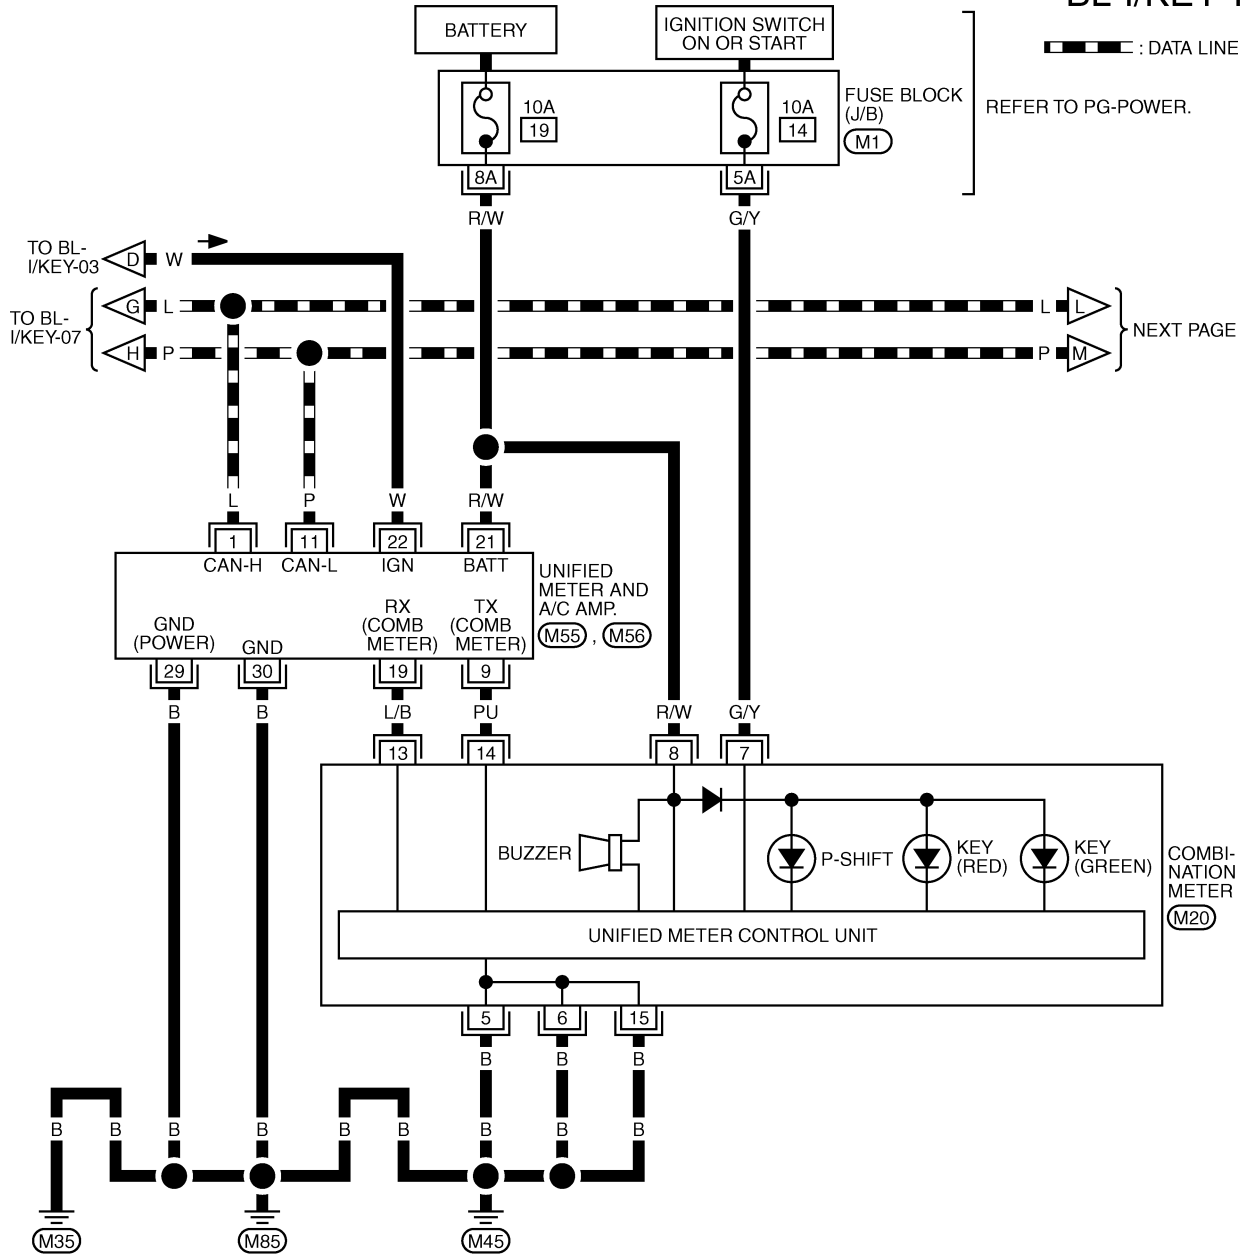 BATTERY
IGNITION SWITCH
ON OR START
: DATA LINE
10A
19
10A
14
FUSE BLOCK
(J/B)
M1
REFER TO PG-POWER.
8A
5A
R/W
G/Y
TO BL-
I/KEY-03
D
W
TO BL-
I/KEY-07
G
L
L
L
H
P
P
M
NEXT PAGE
L
P
W
R/W
1
11
22
21
CAN-H
CAN-L
IGN
BATT
UNIFIED
METER AND
A/C AMP.
M55 , M56
GND
(POWER)
GND
RX
(COMB
METER)
TX
(COMB
METER)
29
30
19
9
B
B
L/B
PU
R/W
G/Y
13
14
8
7
BUZZER
P-SHIFT
KEY
(RED)
KEY
(GREEN)
COMBI-
NATION
METER
M20
UNIFIED METER CONTROL UNIT
5
6
15
B
B
B
B
B
B
B
B
B
B
B
B
M35
M85
M45